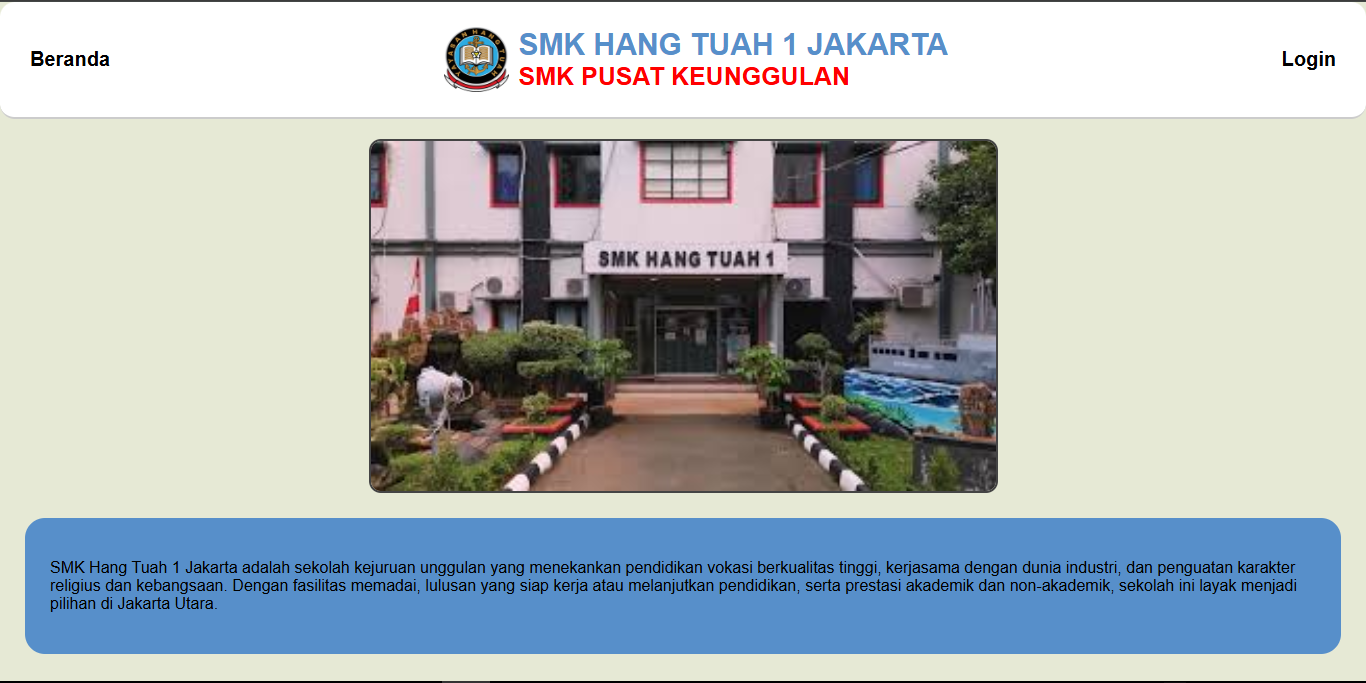 Beranda
SMK HANG TUAH 1 JAKARTA
SMK PUSAT KEUNGGULAN
Login
YAYASAN HANG TUAH
SMK HANG TUAH 1
SMK Hang Tuah 1 Jakarta adalah sekolah kejuruan unggulan yang menekankan pendidikan vokasi berkualitas tinggi, kerjasama dengan dunia industri, dan penguatan karakter
religius dan kebangsaan. Dengan fasilitas memadai, lulusan yang siap kerja atau melanjutkan pendidikan, serta prestasi akademik dan non-akademik, sekolah ini layak menjadi
pilihan di Jakarta Utara.